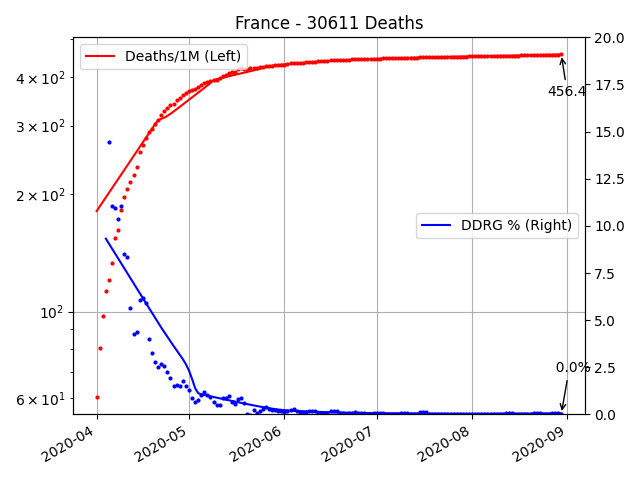 France - 30611 Deaths
Deaths/1M (Left)
DDRG % (Right)
456.4
0.0%
4 × 10²
3 × 10²
2 × 10²
10²
6 × 10¹
20.0
17.5
15.0
12.5
10.0
7.5
5.0
2.5
0.0
2020-04
2020-05
2020-06
2020-07
2020-08
2020-09